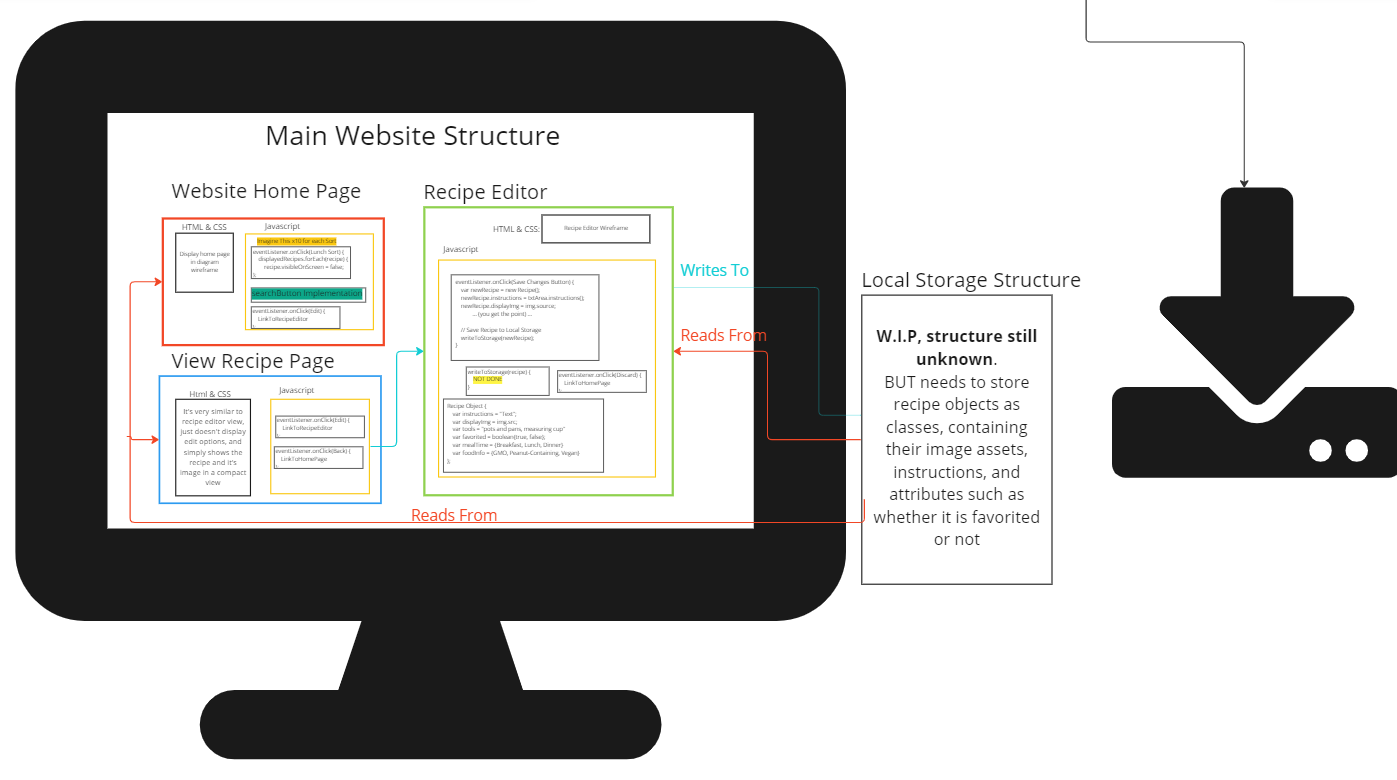 Main Website Structure
Website Home Page
HTML & CSS
Display home page
in diagram
wireframe
Javascript
Imagine This x10 for each Sort
eventListener.onClick(Lunch Sort) {
displayedRecipes.forEach(recipe) {
recipe.visibleOnScreen = false;
};
searchButton Implementation
eventListener.onClick(Edit) {
LinkToRecipeEditor
};
View Recipe Page
Html & CSS
It's very similar to
recipe editor view,
just doesn't display
edit options, and
simply shows the
recipe and it's
image in a compact
view
Javascript
eventListener.onClick(Edit) {
LinkToRecipeEditor
};
eventListener.onClick(Back) {
LinkToHomePage
};
Recipe Editor
HTML & CSS:
Recipe Editor Wireframe
Javascript
eventListener.onClick(Save Changes Button) {
var newRecipe = new Recipe();
newRecipe.instructions = txtArea.instructions();
newRecipe.displayImg = img.source;
... (you get the point) ...
// Save Recipe to Local Storage
writeToStorage(newRecipe);
}
writeToStorage(recipe) {
NOT DONE
}
eventListener.onClick(Discard) {
LinkToHomePage
};
Recipe Object {
var instructions = "Text";
var displayImg = img.src;
var tools = "pots and pans, measuring cup"
var favorited = boolean(true, false);
var mealTime = {Breakfast, Lunch, Dinner}
var foodInfo = {GMO, Peanut-Containing, Vegan}
};
Writes To
Reads From
Reads From
Local Storage Structure
W.I.P, structure still
unknown.
BUT needs to store
recipe objects as
classes, containing
their image assets,
instructions, and
attributes such as
whether it is favorited
or not